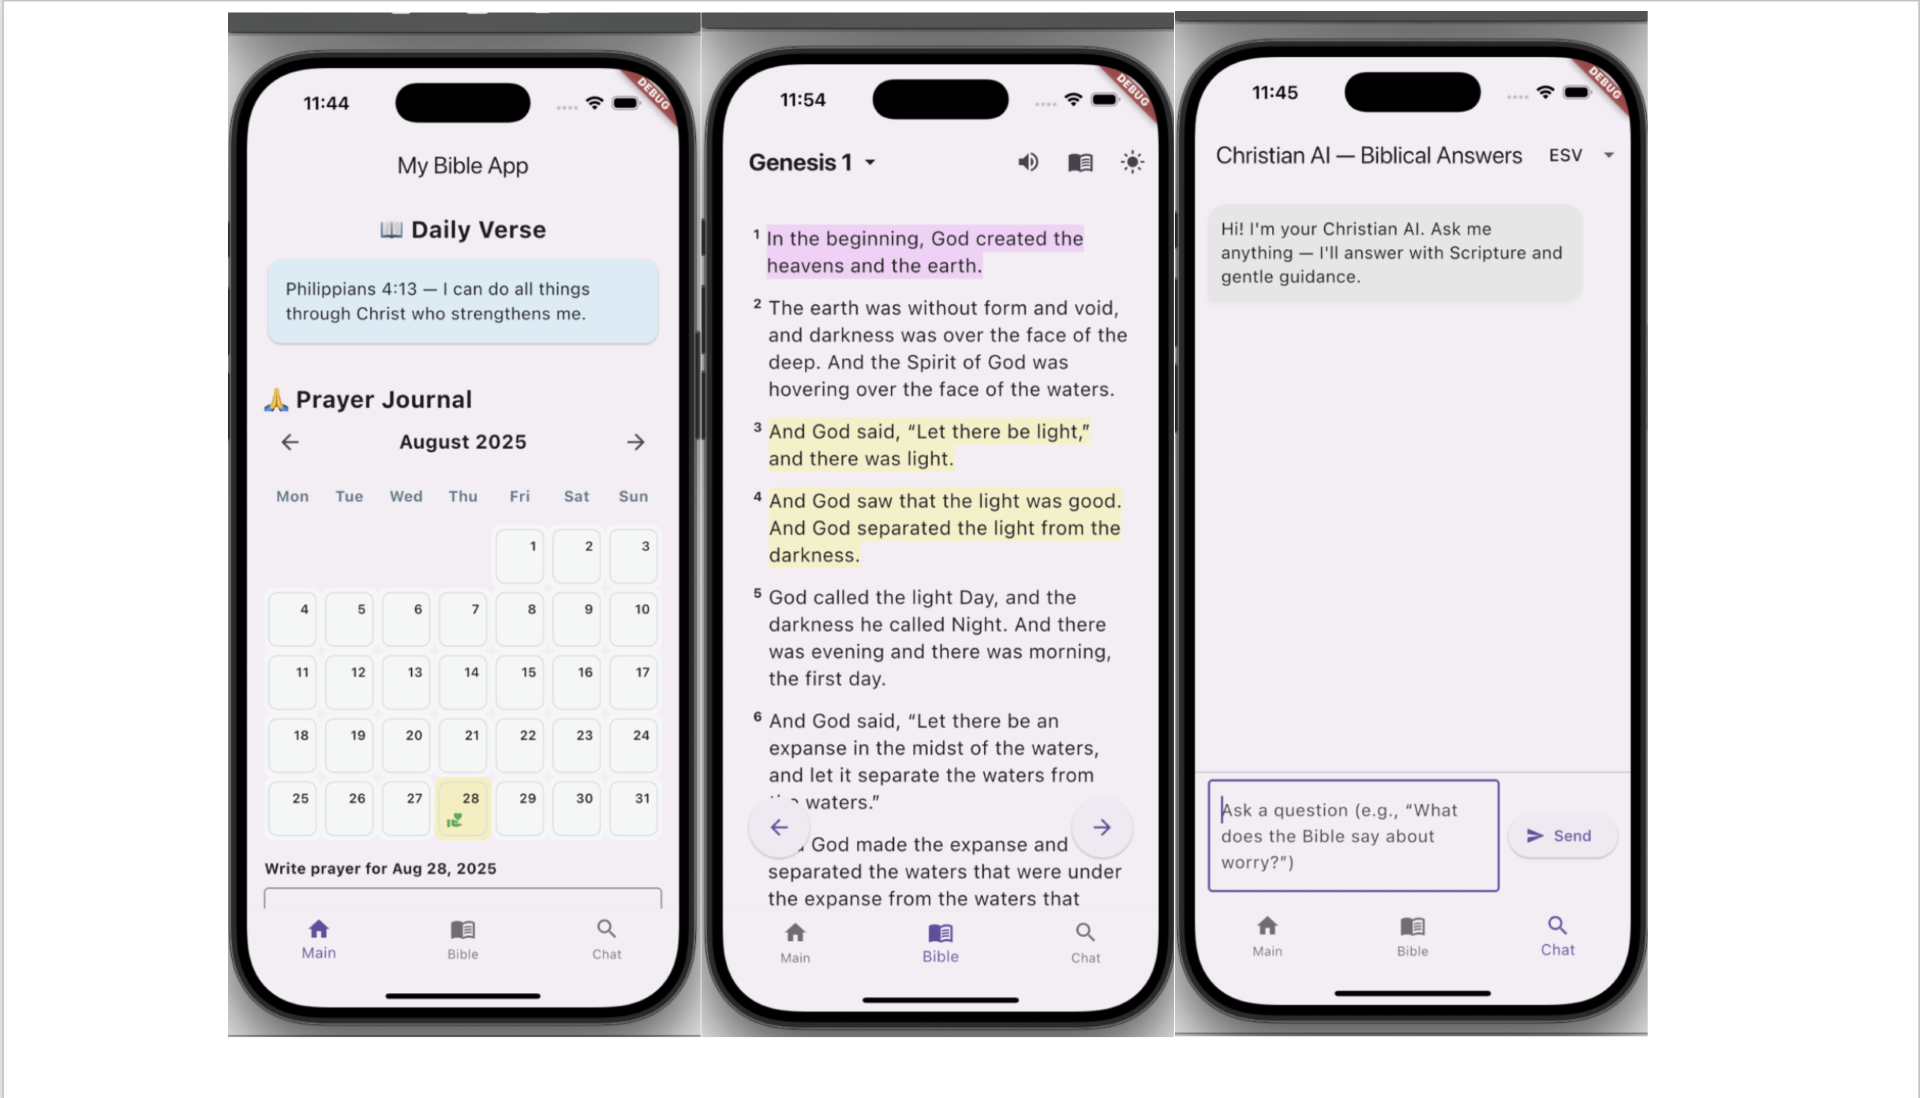 11:44
DEBUG
My Bible App
📖 Daily Verse
Philippians 4:13 — I can do all things
through Christ who strengthens me.
🙏 Prayer Journal
August 2025
Mon Tue Wed Thu Fri Sat Sun
1 2 3
4 5 6 7 8 9 10
11 12 13 14 15 16 17
18 19 20 21 22 23 24
25 26 27 28 29 30 31
Write prayer for Aug 28, 2025
Main Bible Chat
11:54
DEBUG
Genesis 1
1 In the beginning, God created the
heavens and the earth.
2 The earth was without form and void,
and darkness was over the face of the
deep. And the Spirit of God was
hovering over the face of the waters.
3 And God said, “Let there be light,”
and there was light.
4 And God saw that the light was good.
And God separated the light from the
darkness.
5 God called the light Day, and the
darkness he called Night. And there
was evening and there was morning,
the first day.
6 And God said, “Let there be an
expanse in the midst of the waters,
and let it separate the waters from
waters.”
God made the expanse and
separated the waters that were under
the expanse from the waters that
Main Bible Chat
11:45
DEBUG
Christian AI — Biblical Answers ESV
Hi! I'm your Christian AI. Ask me
anything — I'll answer with Scripture and
gentle guidance.
Ask a question (e.g., “What
does the Bible say about
worry?”)
Send
Main Bible Chat